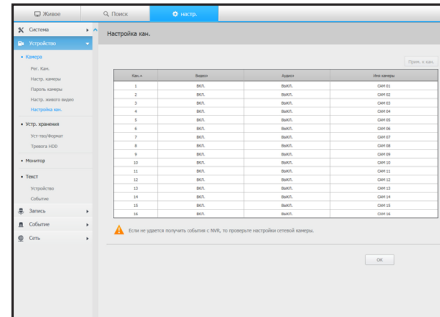 Живое
Поиск
настр.
Система
Устройство
Камера
Рег. Кам.
Настр. камеры
Пароль камеры
Настр. живого видео
Настройка кан.
Устр. хранения
Уст-тво/Формат
Тревога HDD
Монитор
Текст
Устройство
Событие
Запись
Событие
Сеть
Настройка кан.
Прим. к кан.
Кан.ч Видео Аудио Имя камеры
1 ВКЛ. ВЫКЛ. CAM 01
2 ВКЛ. ВЫКЛ. CAM 02
3 ВКЛ. ВЫКЛ. CAM 03
4 ВКЛ. ВЫКЛ. CAM 04
5 ВКЛ. ВЫКЛ. CAM 05
6 ВКЛ. ВЫКЛ. CAM 06
7 ВКЛ. ВЫКЛ. CAM 07
8 ВКЛ. ВЫКЛ. CAM 08
9 ВКЛ. ВЫКЛ. CAM 09
10 ВКЛ. ВЫКЛ. CAM 10
11 ВКЛ. ВЫКЛ. CAM 11
12 ВКЛ. ВЫКЛ. CAM 12
13 ВКЛ. ВЫКЛ. CAM 13
14 ВКЛ. ВЫКЛ. CAM 14
15 ВКЛ. ВЫКЛ. CAM 15
16 ВКЛ. ВЫКЛ. CAM 16
Если не удается получить события с NVR, то проверьте настройки сетевой камеры.
OK